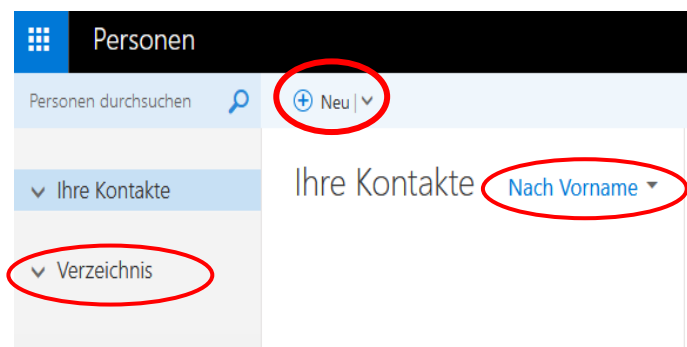 Personen
Personen durchsuchen
Neu
Ihre Kontakte
Ihre Kontakte
Nach Vorname
Verzeichnis